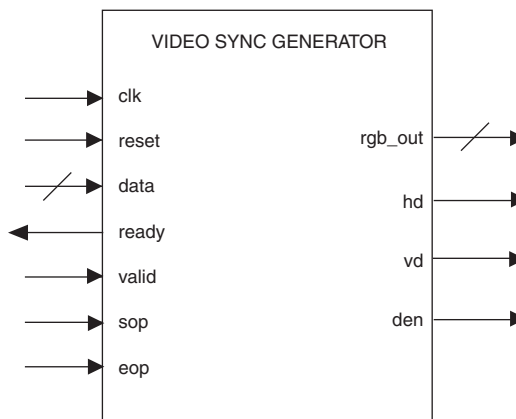 VIDEO SYNC GENERATOR
clk
reset
data
ready
valid
sop
eop
rgb_out
hd
vd
den